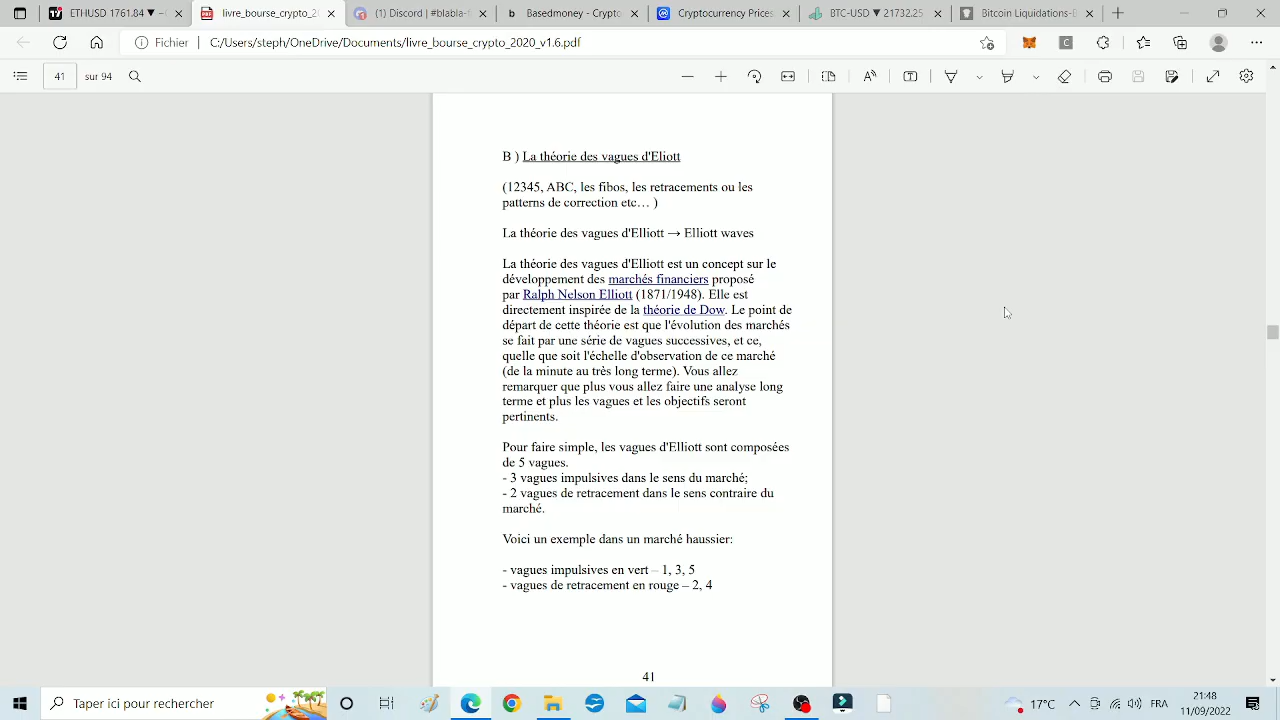 ETHUSD 1761.84 ▼ −
livre_bourse_crypto_20
(1) Discord | #blabla-f
Basedmoney - Crypto
Cryptocurrency Prices
BTC-USD ▼ 2.1732.25
Bitcoin Liquidations-B
Fichier
C:/Users/steph/OneDrive/Documents/livre_bourse_crypto_2020_v1.6.pdf
41 sur 94
B ) La théorie des vagues d'Eliott
(12345, ABC, les fibos, les retracements ou les
patterns de correction etc… )
La théorie des vagues d'Elliott → Elliott waves
La théorie des vagues d'Elliott est un concept sur le
développement des marchés financiers proposé
par Ralph Nelson Elliott (1871/1948). Elle est
directement inspirée de la théorie de Dow. Le point de
départ de cette théorie est que l'évolution des marchés
se fait par une série de vagues successives, et ce,
quelle que soit l'échelle d'observation de ce marché
(de la minute au très long terme). Vous allez
remarquer que plus vous allez faire une analyse long
terme et plus les vagues et les objectifs seront
pertinents.
Pour faire simple, les vagues d'Elliott sont composées
de 5 vagues.
- 3 vagues impulsives dans le sens du marché;
- 2 vagues de retracement dans le sens contraire du
marché.
Voici un exemple dans un marché haussier:
- vagues impulsives en vert – 1, 3, 5
- vagues de retracement en rouge – 2, 4
41
Taper ici pour rechercher
17°C
FRA
21:48
11/09/2022